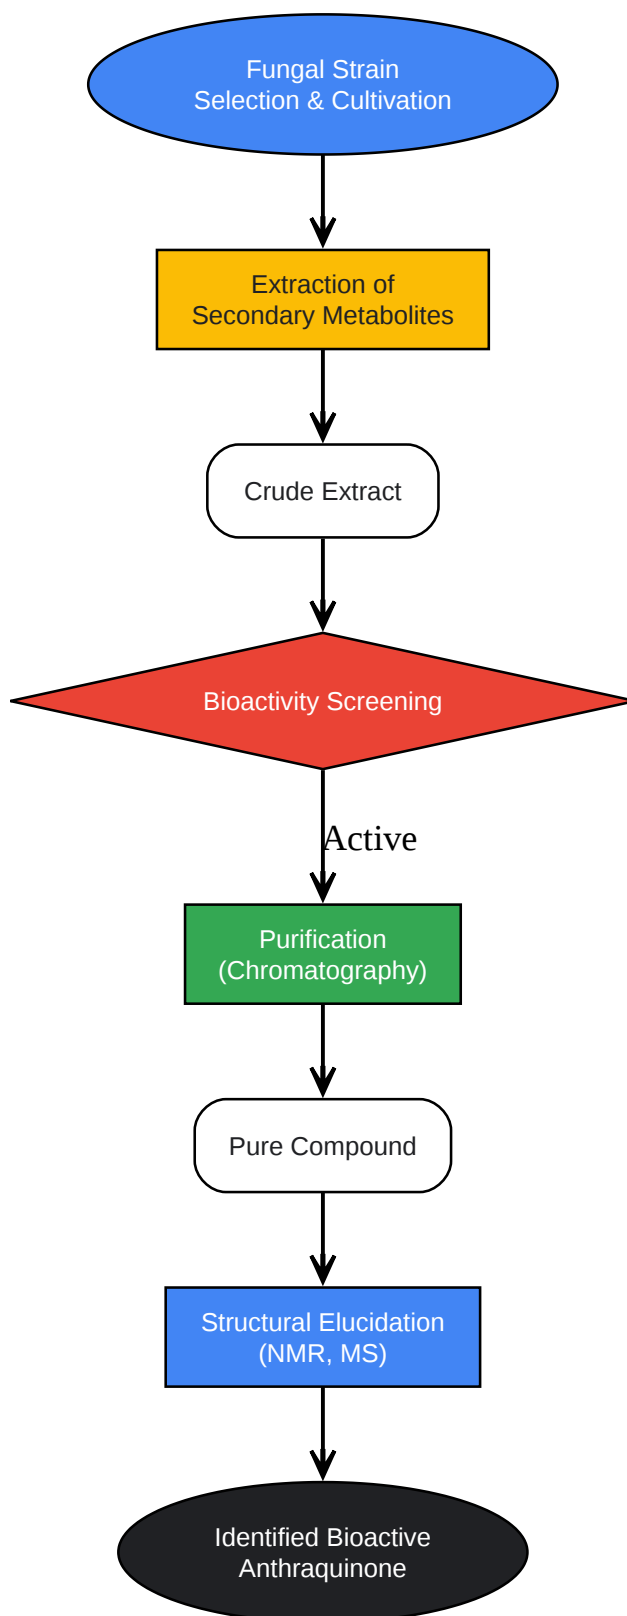 Fungal Strain
Selection & Cultivation
Extraction of
Secondary Metabolites
Crude Extract
Bioactivity Screening
Active
Purification
(Chromatography)
Pure Compound
Structural Elucidation
(NMR, MS)
Identified Bioactive
Anthraquinone